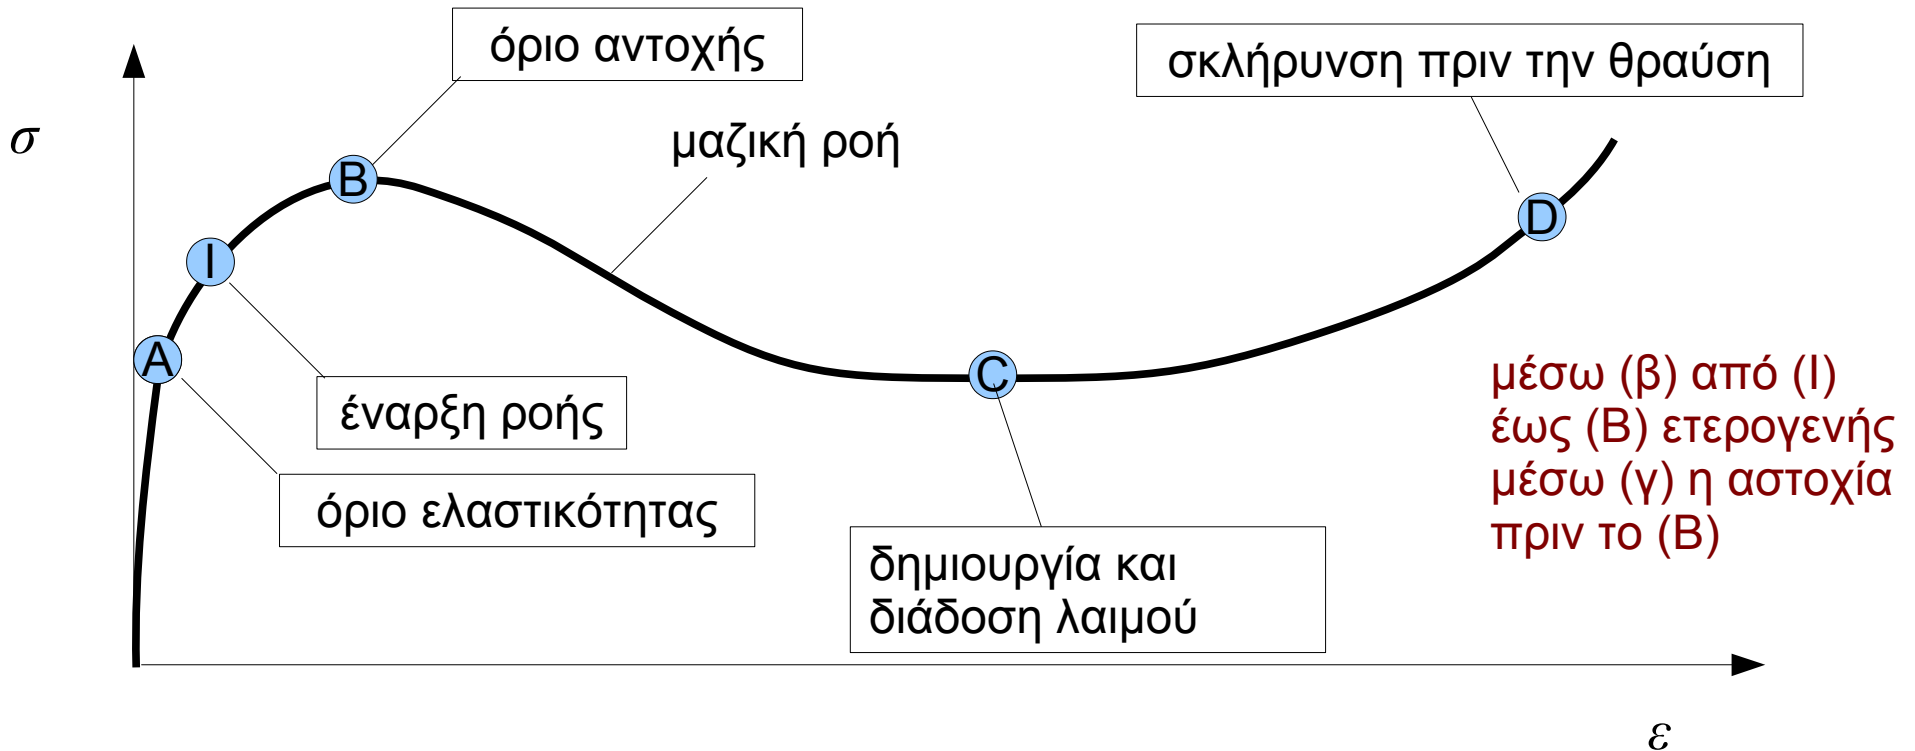 όριο αντοχής
σκλήρυνση πριν την θραύση
σ
μαζική ροή
B
D
I
A
C
έναρξη ροής
όριο ελαστικότητας
μέσω (β) από (I)
έως (B) ετερογενής
μέσω (γ) η αστοχία
πριν το (B)
δημιουργία και
διάδοση λαιμού
ε